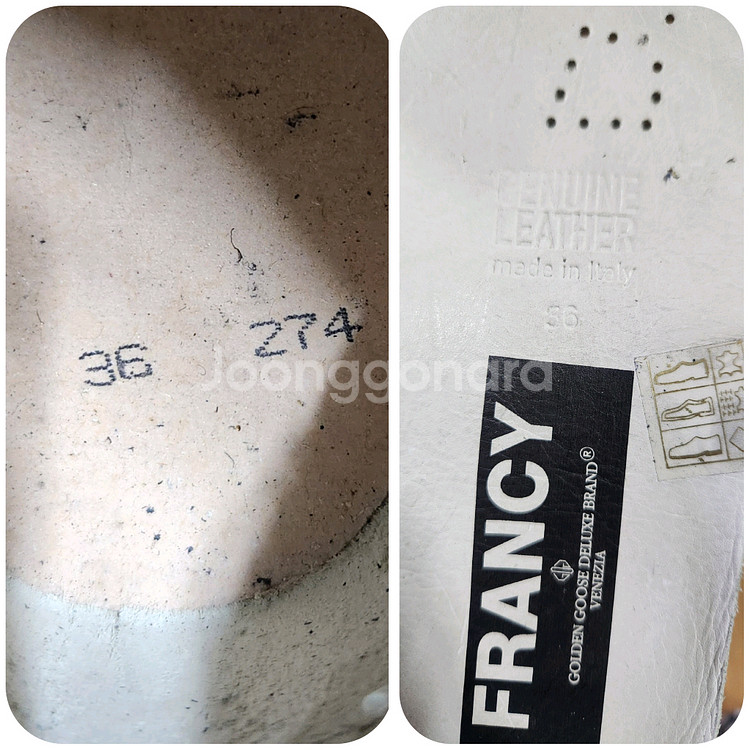 36 274
GENUINE
LEATHER
made in Italy
36
FRANCY
GOLDEN GOOSE DELUXE BRAND®
VENEZIA
Joonggonara